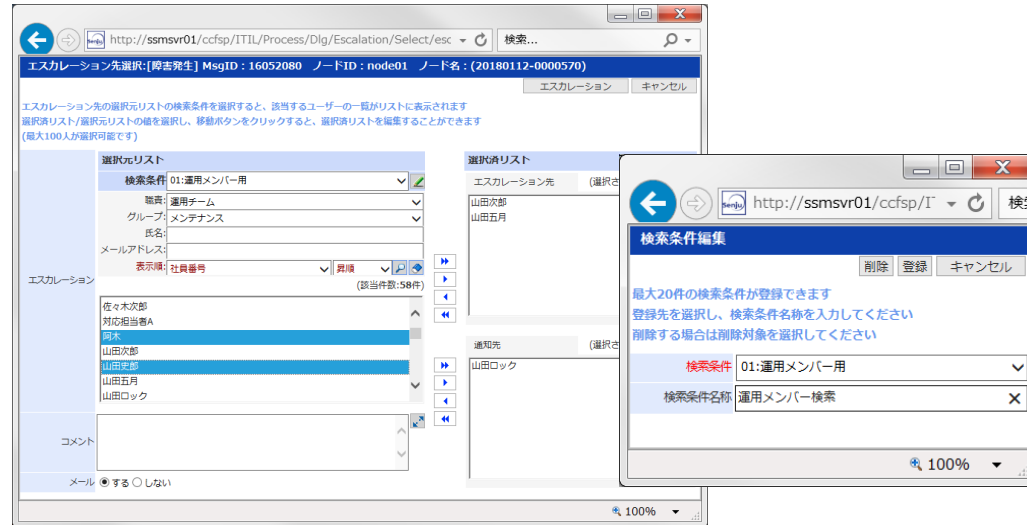 http://ssmsvr01/ccfsp/ITIL/Process/Dlg/Escalation/Select/esc
検索...
エスカレーション先選択:[障害発生] MsgID：16052080　ノードID：node01　ノード名：(20180112-0000570)
エスカレーション
キャンセル
エスカレーション先の選択元リストの検索条件を選択すると、該当するユーザーの一覧がリストに表示されます
選択済リスト/選択元リストの値を選択し、移動ボタンをクリックすると、選択済リストを編集することができます
(最大100人が選択可能です)
エスカレーション
選択元リスト
検索条件 01:運用メンバー用
職責: 運用チーム
グループ: メンテナンス
氏名:
メールアドレス:
表示順: 社員番号 昇順
(該当件数:58件)
佐々木次郎
対応担当者A
阿木
山田次郎
山田史郎
山田五月
山田ロック
選択済リスト
エスカレーション先 (選択さ
山田次郎
山田五月
通知先 (選択さ
山田ロック
コメント
メール する しない
100%
Senju http://ssmsvr01/ccfsp/I
検索条件編集
削除 登録 キャンセル
最大20件の検索条件が登録できます
登録先を選択し、検索条件名称を入力してください
削除する場合は削除対象を選択してください
検索条件 01:運用メンバー用
検索条件名称 運用メンバー検索
100%